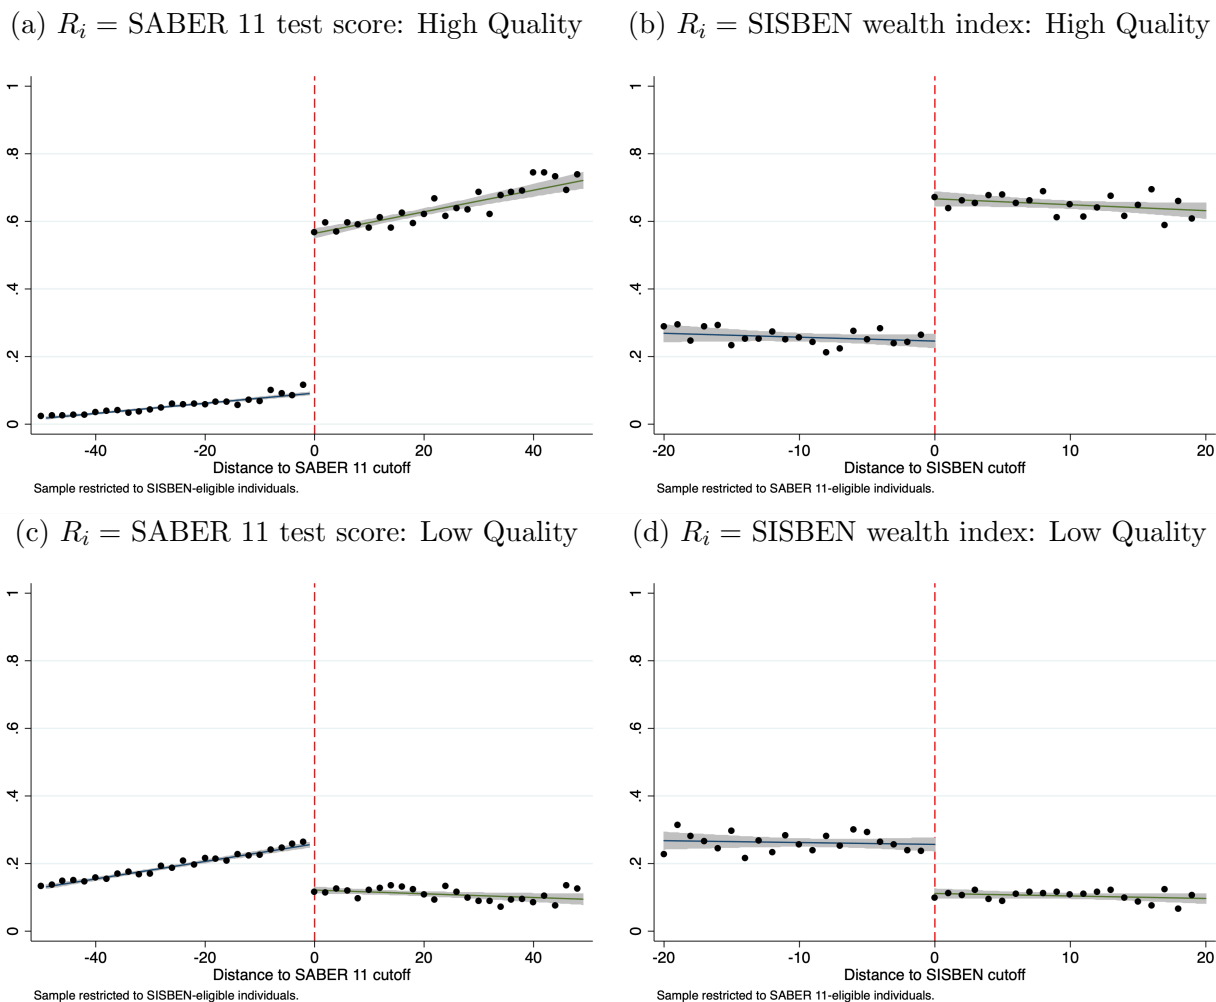 (a) R_i = SABER 11 test score: High Quality
1
.8
.6
.4
.2
0
-40 -20 0 20 40
Distance to SABER 11 cutoff
Sample restricted to SISBEN-eligible individuals.
(b) R_i = SISBEN wealth index: High Quality
1
.8
.6
.4
.2
0
-20 -10 0 10 20
Distance to SISBEN cutoff
Sample restricted to SABER 11-eligible individuals.
(c) R_i = SABER 11 test score: Low Quality
1
.8
.6
.4
.2
0
-40 -20 0 20 40
Distance to SABER 11 cutoff
Sample restricted to SISBEN-eligible individuals.
(d) R_i = SISBEN wealth index: Low Quality
1
.8
.6
.4
.2
0
-20 -10 0 10 20
Distance to SISBEN cutoff
Sample restricted to SABER 11-eligible individuals.